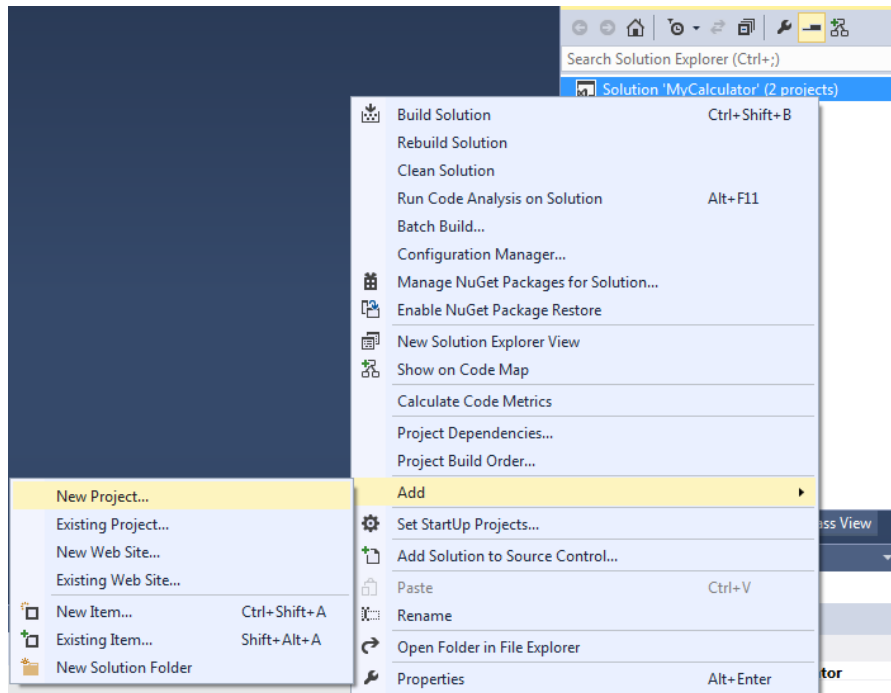 Search Solution Explorer (Ctrl+;)
Solution 'MyCalculator' (2 projects)
Build Solution Ctrl+Shift+B
Rebuild Solution
Clean Solution
Run Code Analysis on Solution Alt+F11
Batch Build...
Configuration Manager...
Manage NuGet Packages for Solution...
Enable NuGet Package Restore
New Solution Explorer View
Show on Code Map
Calculate Code Metrics
Project Dependencies...
Project Build Order...
Add
Set StartUp Projects...
Add Solution to Source Control...
Paste Ctrl+V
Rename
Open Folder in File Explorer
Properties Alt+Enter
New Project...
Existing Project...
New Web Site...
Existing Web Site...
New Item... Ctrl+Shift+A
Existing Item... Shift+Alt+A
New Solution Folder
ass View
tor